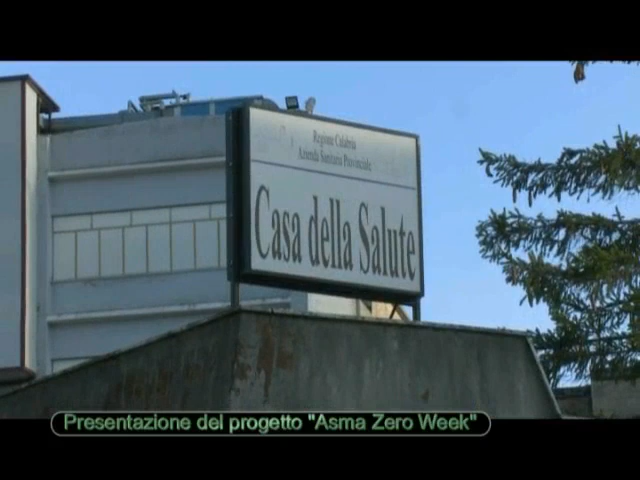 Regione Calabria
Azienda Sanitaria Provinciale
Casa della Salute
Presentazione del progetto "Asma Zero Week"